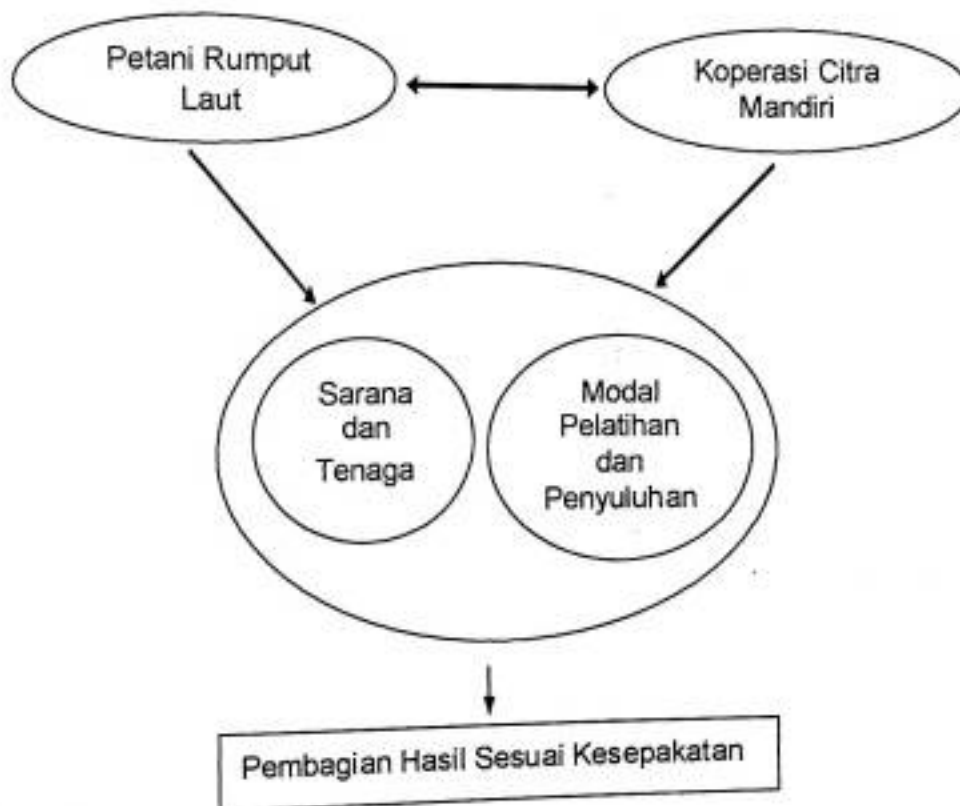 Petani Rumput
Laut
Koperasi Citra
Mandiri
Sarana
dan
Tenaga
Modal
Pelatihan
dan
Penyuluhan
Pembagian Hasil Sesuai Kesepakatan